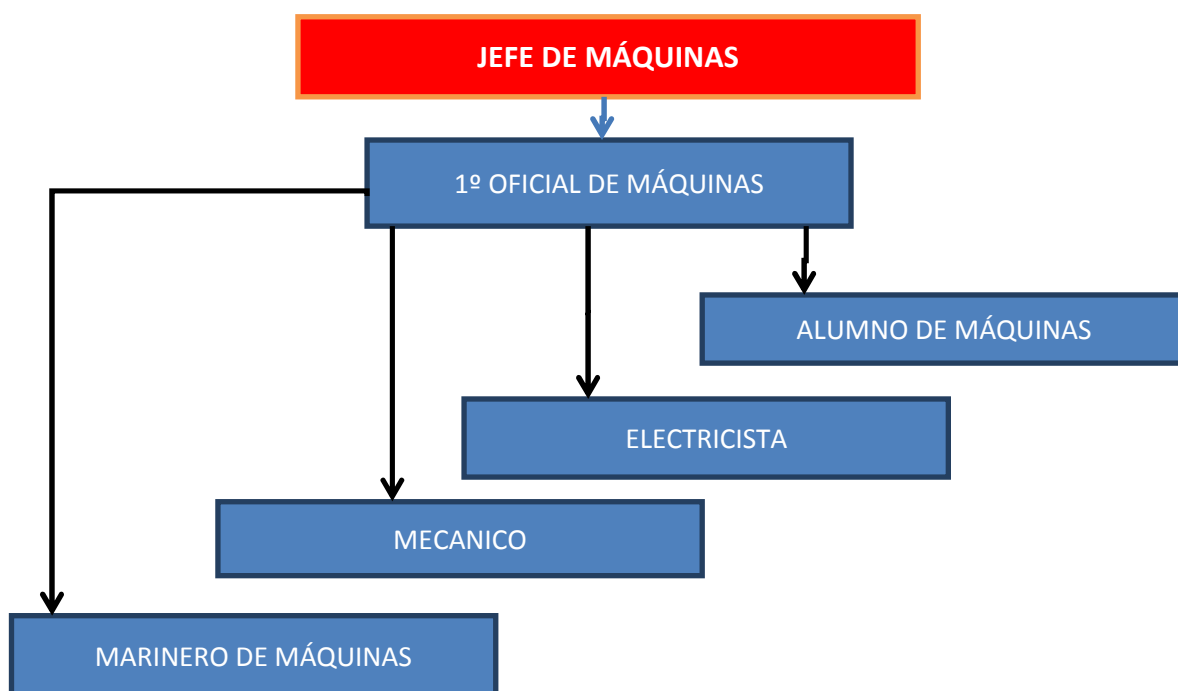 JEFE DE MÁQUINAS
1º OFICIAL DE MÁQUINAS
ALUMNO DE MÁQUINAS
ELECTRICISTA
MECANICO
MARINERO DE MÁQUINAS